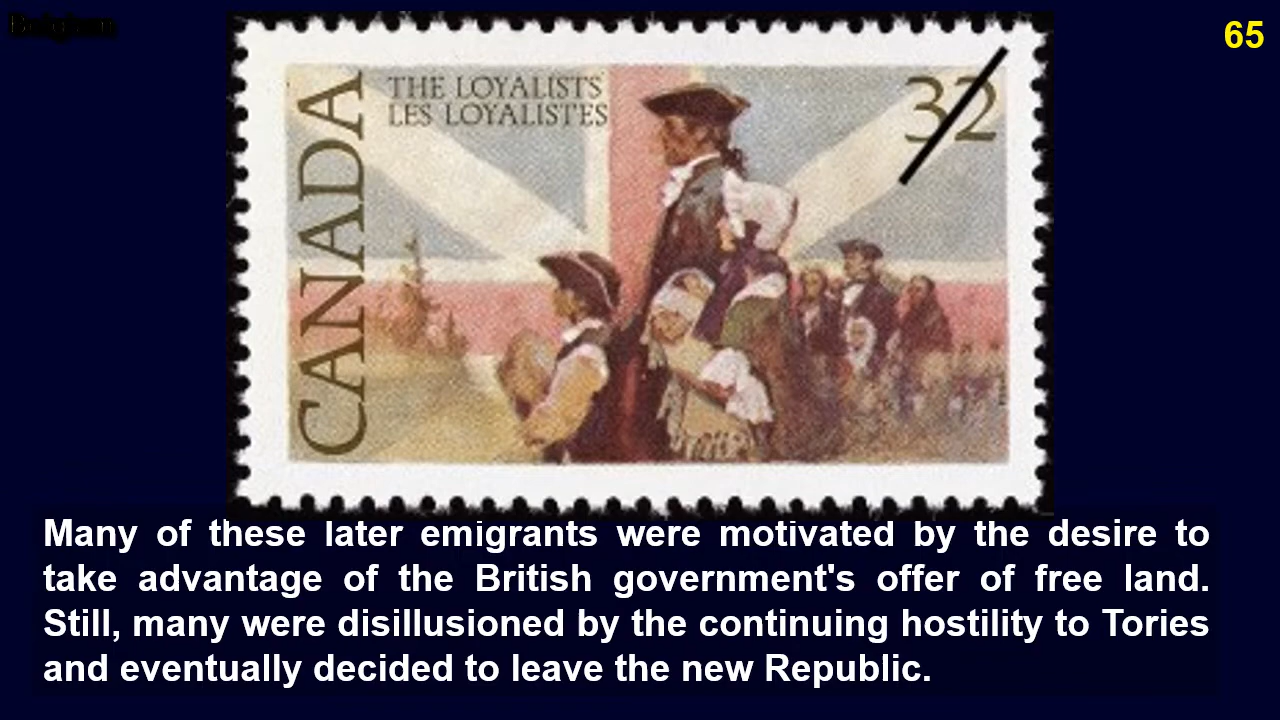 Belgium
65
THE LOYALISTS
LES LOYALISTES
32
CANADA
Many of these later emigrants were motivated by the desire to
take advantage of the British government's offer of free land.
Still, many were disillusioned by the continuing hostility to Tories
and eventually decided to leave the new Republic.